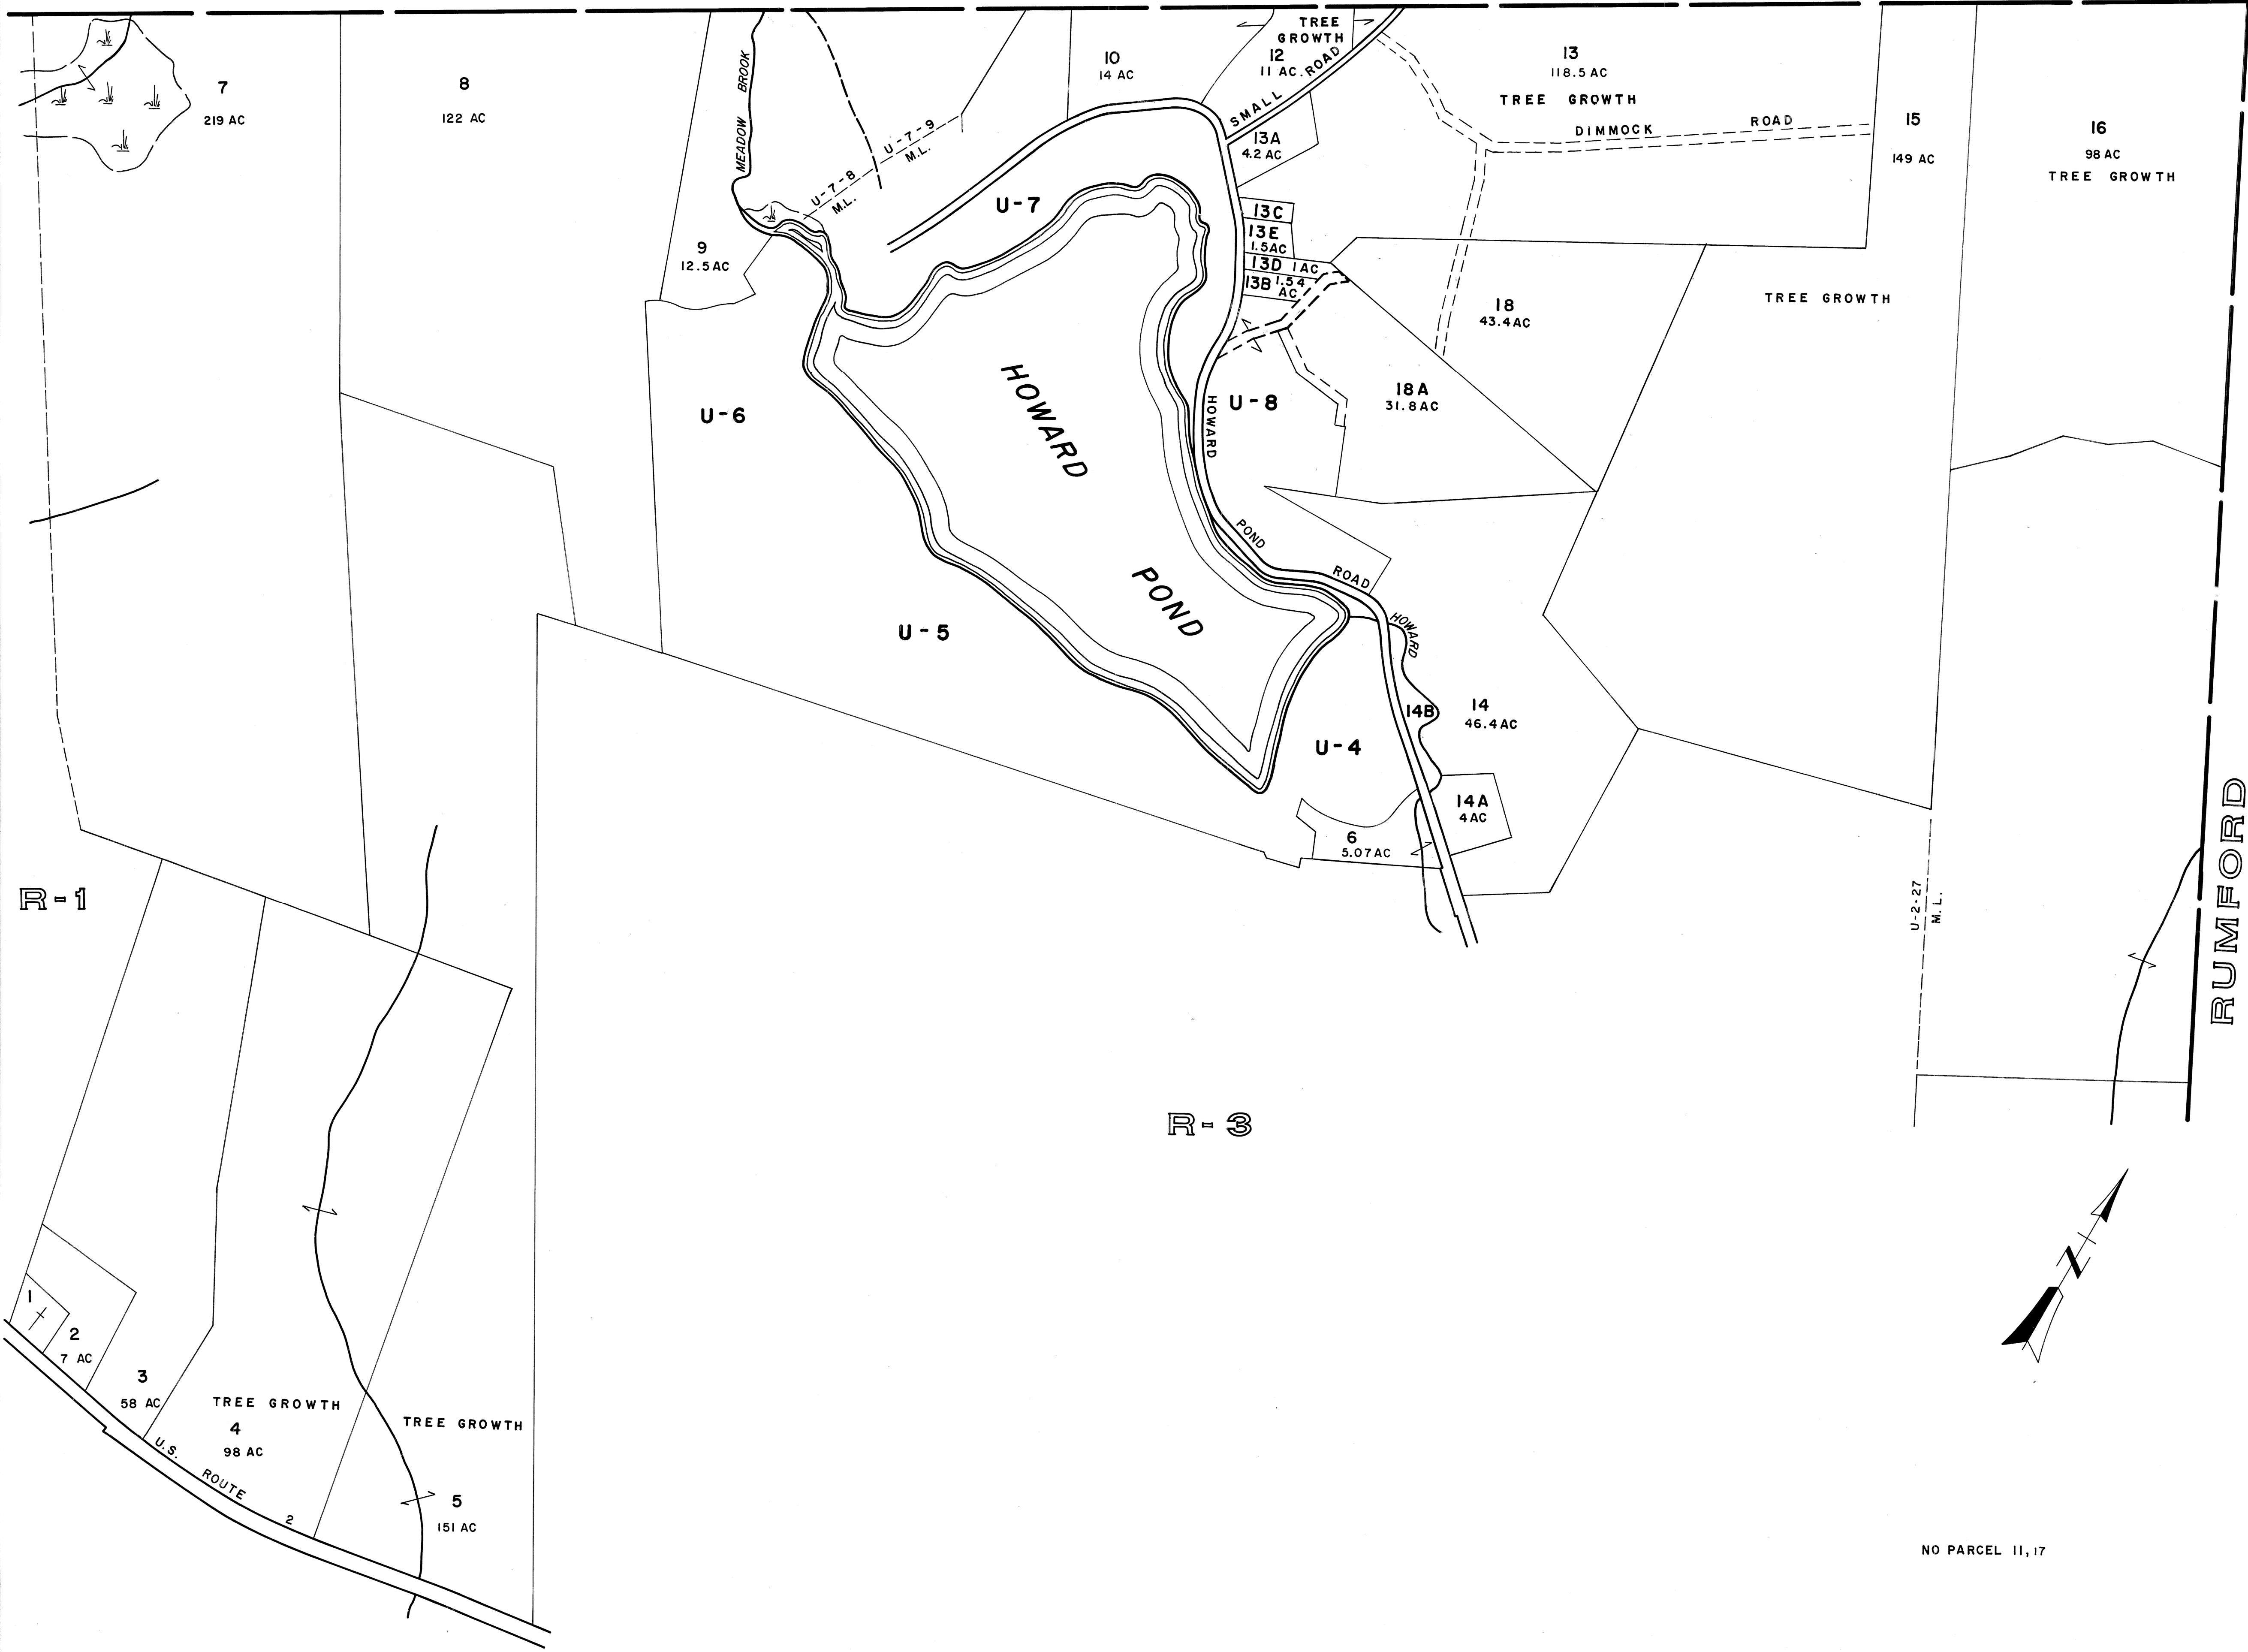 7
219 AC
8
122 AC
MEADOW BROOK
9
12.5 AC
U-7-8
M.L.
U-7-9
M.L.
10
14 AC
TREE
GROWTH
12
11 AC.
SMALL ROAD
13
118.5 AC
TREE GROWTH
DIMMOCK ROAD
13A
4.2 AC
13C
13E
1.5 AC
13D 1 AC
13B 1.54
AC
15
149 AC
TREE GROWTH
16
98 AC
TREE GROWTH
18
43.4 AC
18A
31.8 AC
U-7
U-6
U-8
U-5
HOWARD
POND
HOWARD
POND
ROAD
HOWARD
14B
14
46.4 AC
U-4
14A
4 AC
6
5.07 AC
U-2-27
M.L.
RUMFORD
R-1
R-3
N
1
2
7 AC
3
58 AC
TREE GROWTH
4
98 AC
TREE GROWTH
5
151 AC
U.S. ROUTE 2
NO PARCEL 11, 17